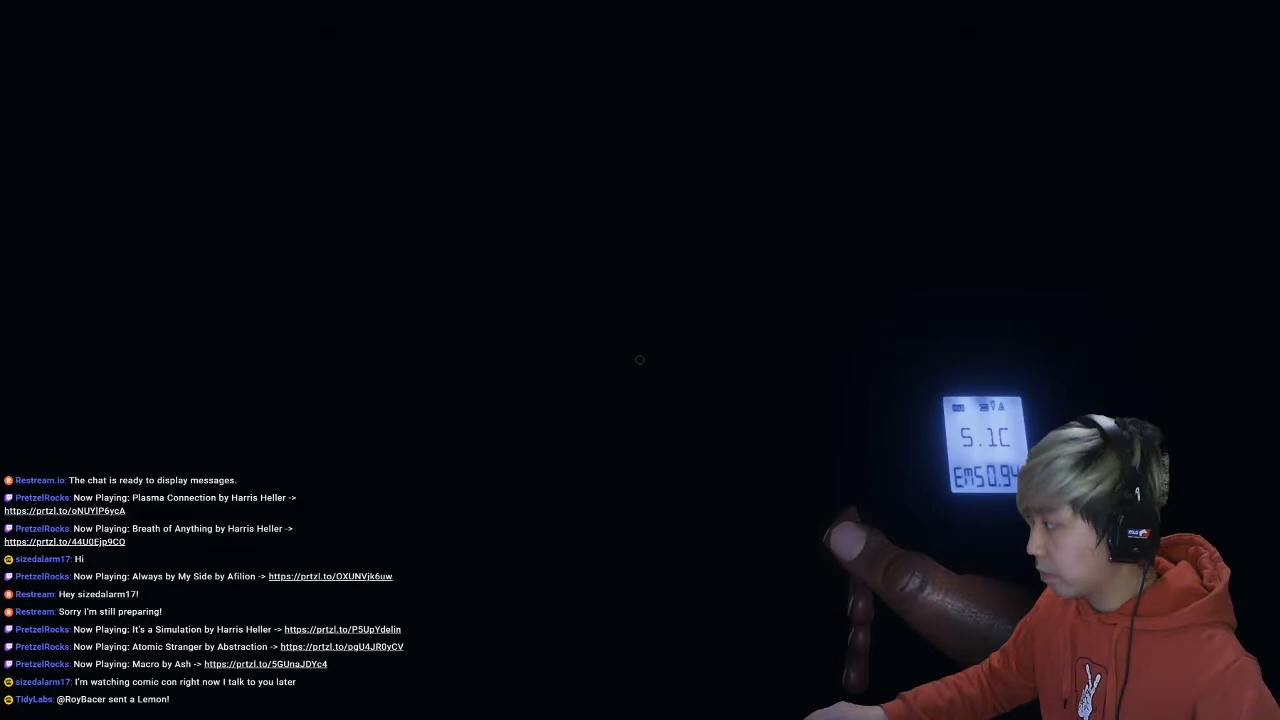 5.1C
EMS0.94
Restream.io: The chat is ready to display messages.
PretzelRocks: Now Playing: Plasma Connection by Harris Heller ->
https://prtzl.to/oNUYlP6ycA
PretzelRocks: Now Playing: Breath of Anything by Harris Heller ->
https://prtzl.to/44U0Ejp9CO
sizedalarm17: Hi
PretzelRocks: Now Playing: Always by My Side by Afilion -> https://prtzl.to/OXUNVjk6uw
Restream: Hey sizedalarm17!
Restream: Sorry I'm still preparing!
PretzelRocks: Now Playing: It's a Simulation by Harris Heller -> https://prtzl.to/P5UpYdelin
PretzelRocks: Now Playing: Atomic Stranger by Abstraction -> https://prtzl.to/pqU4JR0yCV
PretzelRocks: Now Playing: Macro by Ash -> https://prtzl.to/5GUnaJDYc4
sizedalarm17: I'm watching comic con right now I talk to you later
TidyLabs: @RoyBacer sent a Lemon!